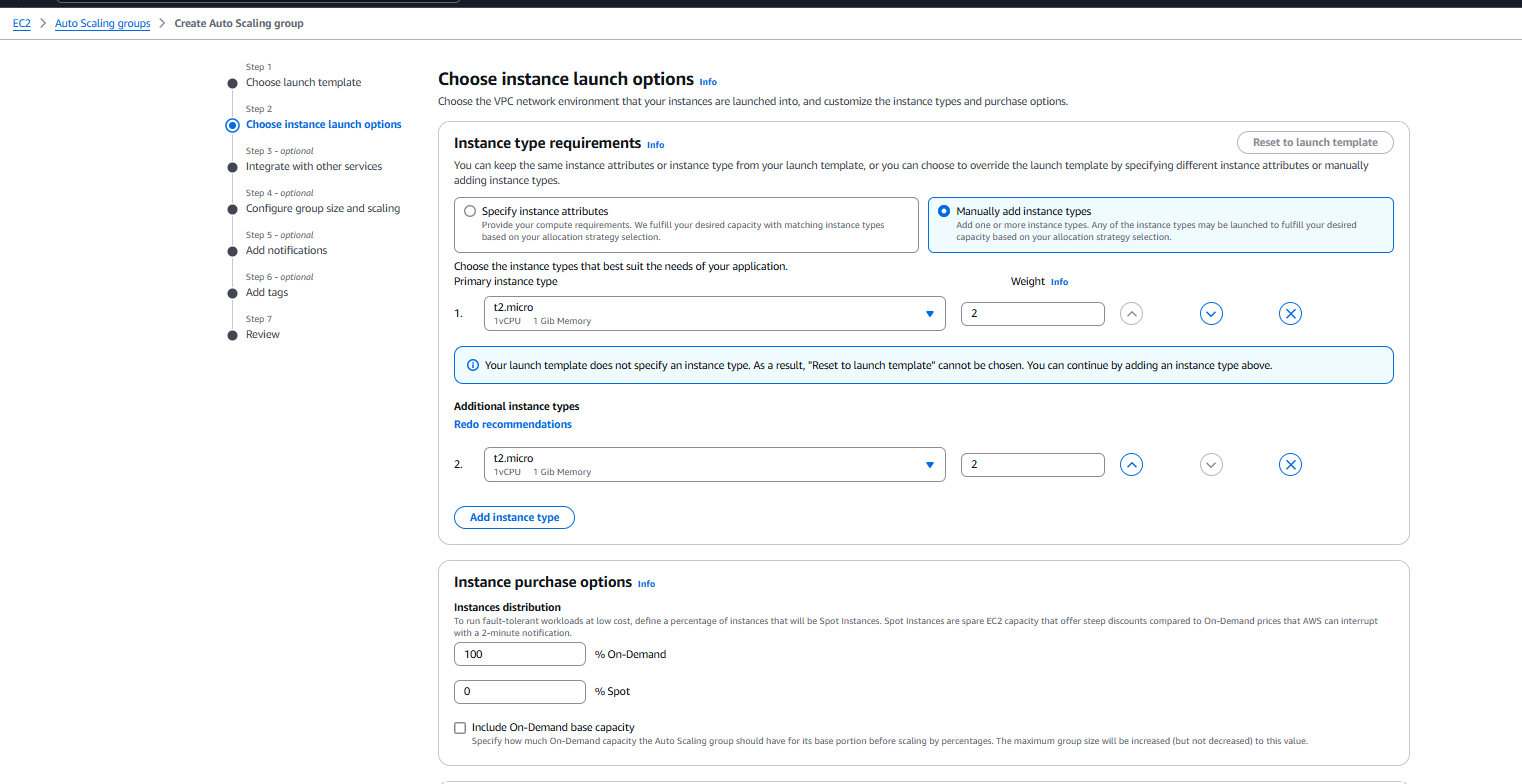 EC2 > Auto Scaling groups > Create Auto Scaling group
Step 1
Choose launch template
Step 2
Choose instance launch options
Step 3 - optional
Integrate with other services
Step 4 - optional
Configure group size and scaling
Step 5 - optional
Add notifications
Step 6 - optional
Add tags
Step 7
Review
Choose instance launch options Info
Choose the VPC network environment that your instances are launched into, and customize the instance types and purchase options.
Instance type requirements Info
Reset to launch template
You can keep the same instance attributes or instance type from your launch template, or you can choose to override the launch template by specifying different instance attributes or manually
adding instance types.
Specify instance attributes
Provide your compute requirements. We fulfill your desired capacity with matching instance types
based on your allocation strategy selection.
Manually add instance types
Add one or more instance types. Any of the instance types may be launched to fulfill your desired
capacity based on your allocation strategy selection.
Choose the instance types that best suit the needs of your application.
Primary instance type
Weight Info
1.
t2.micro
1vCPU 1 Gib Memory
2
Your launch template does not specify an instance type. As a result, "Reset to launch template" cannot be chosen. You can continue by adding an instance type above.
Additional instance types
Redo recommendations
2.
t2.micro
1vCPU 1 Gib Memory
2
Add instance type
Instance purchase options Info
Instances distribution
To run fault-tolerant workloads at low cost, define a percentage of instances that will be Spot Instances. Spot Instances are spare EC2 capacity that offer steep discounts compared to On-Demand prices that AWS can interrupt
with a 2-minute notification.
100 % On-Demand
0 % Spot
Include On-Demand base capacity
Specify how much On-Demand capacity the Auto Scaling group should have for its base portion before scaling by percentages. The maximum group size will be increased (but not decreased) to this value.